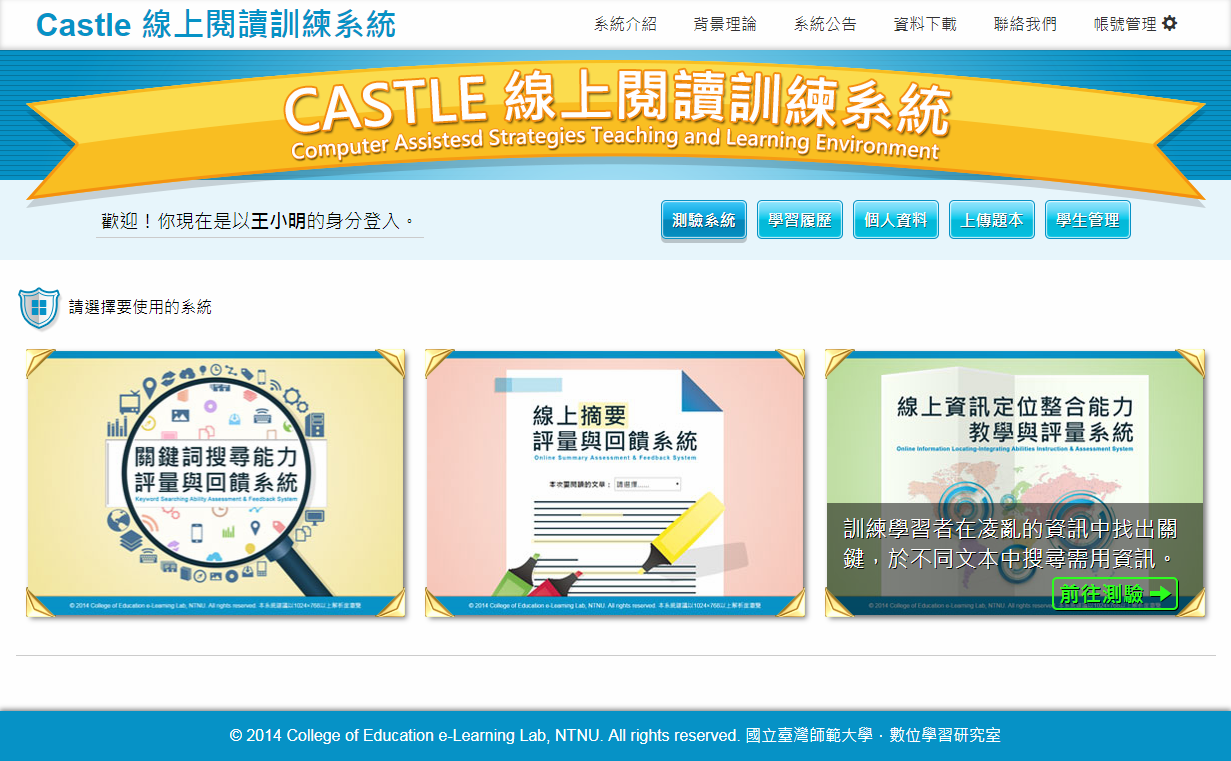 Castle 線上閱讀訓練系統
系統介紹 背景理論 系統公告 資料下載 聯絡我們 帳號管理
CASTLE 線上閱讀訓練系統
Computer Assistesd Strategies Teaching and Learning Environment
歡迎！你現在是以王小明的身分登入。
測驗系統 學習履歷 個人資料 上傳題本 學生管理
請選擇要使用的系統
關鍵詞搜尋能力
評量與回饋系統
Keyword Searching Ability Assessment & Feedback System
© 2014 College of Education e-Learning Lab, NTNU. All rights reserved. 本系統建議以1024×768以上解析度瀏覽
線上摘要
評量與回饋系統
Online Summary Assessment & Feedback System
本次要閱讀的文章： 請選擇......
© 2014 College of Education e-Learning Lab, NTNU. All rights reserved. 本系統建議以1024×768以上解析度瀏覽
線上資訊定位整合能力
教學與評量系統
Online Information Locating-Integrating Abilities Instruction & Assessment System
訓練學習者在凌亂的資訊中找出關
鍵，於不同文本中搜尋需用資訊。
前往測驗
© 2014 College of Education e-Learning Lab, NTNU. All rights reserved.
© 2014 College of Education e-Learning Lab, NTNU. All rights reserved. 國立臺灣師範大學．數位學習研究室